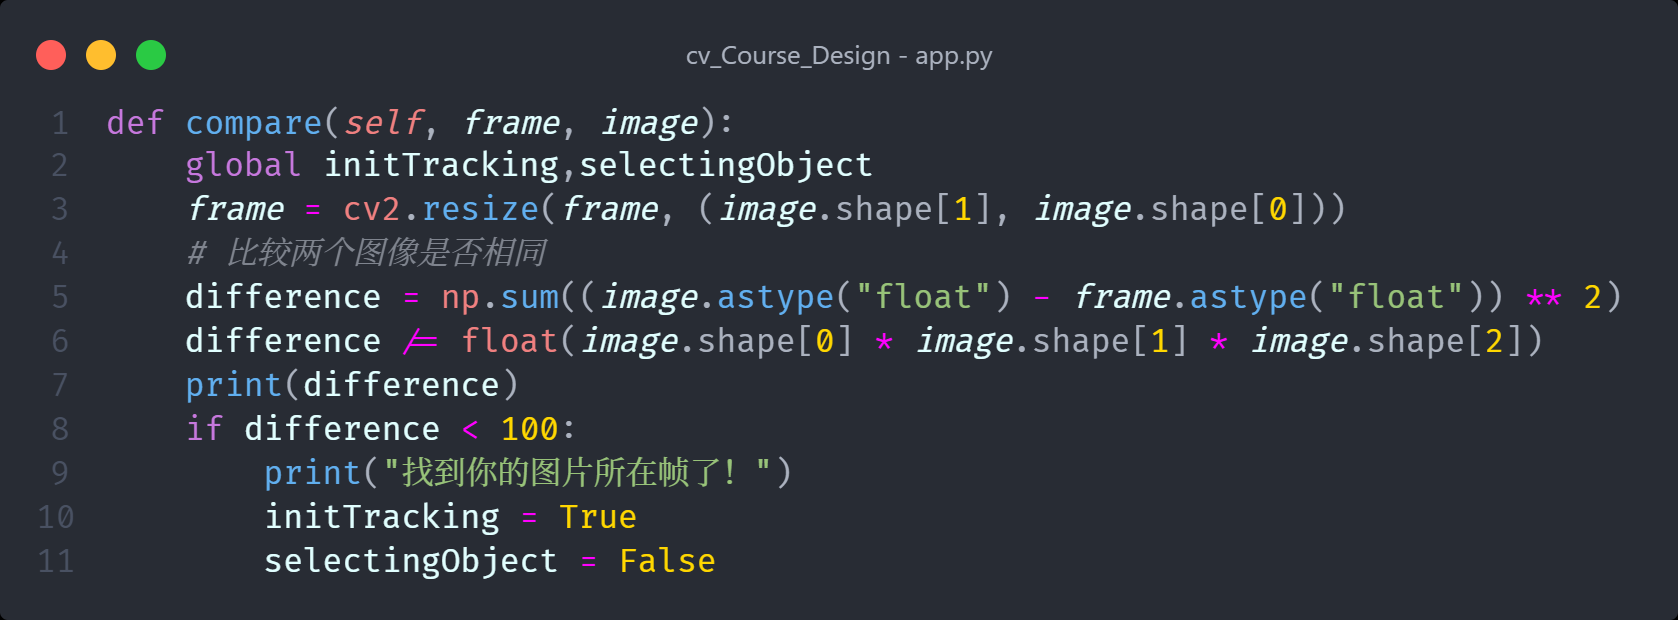 cv_Course_Design - app.py
1 def compare(self, frame, image):
2     global initTracking,selectingObject
3     frame = cv2.resize(frame, (image.shape[1], image.shape[0]))
4     # 比较两个图像是否相同
5     difference = np.sum((image.astype("float") - frame.astype("float")) ** 2)
6     difference /= float(image.shape[0] * image.shape[1] * image.shape[2])
7     print(difference)
8     if difference < 100:
9         print("找到你的图片所在帧了！")
10         initTracking = True
11         selectingObject = False